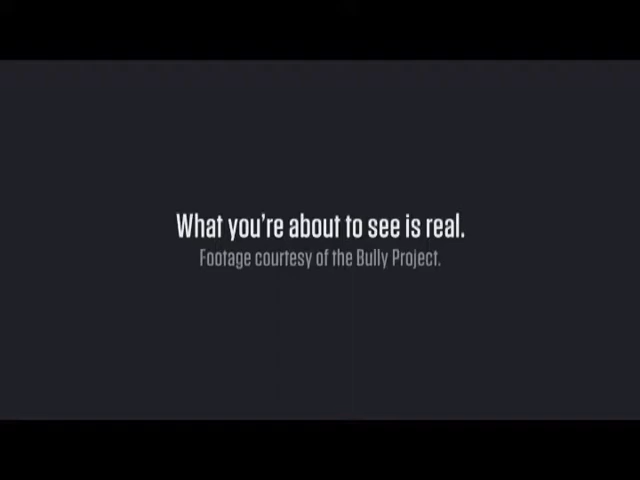 What you're about to see is real.
Footage courtesy of the Bully Project.